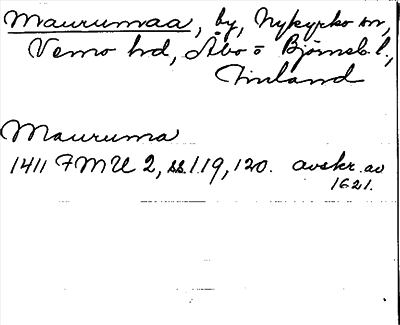 Maurumaa, by, Nykyrko sn,
Vemo hd, Åbo o Björneb. l.,
Finland
Mauruma
1411 FMU 2, ss. 119, 120. avskr. av
1621.